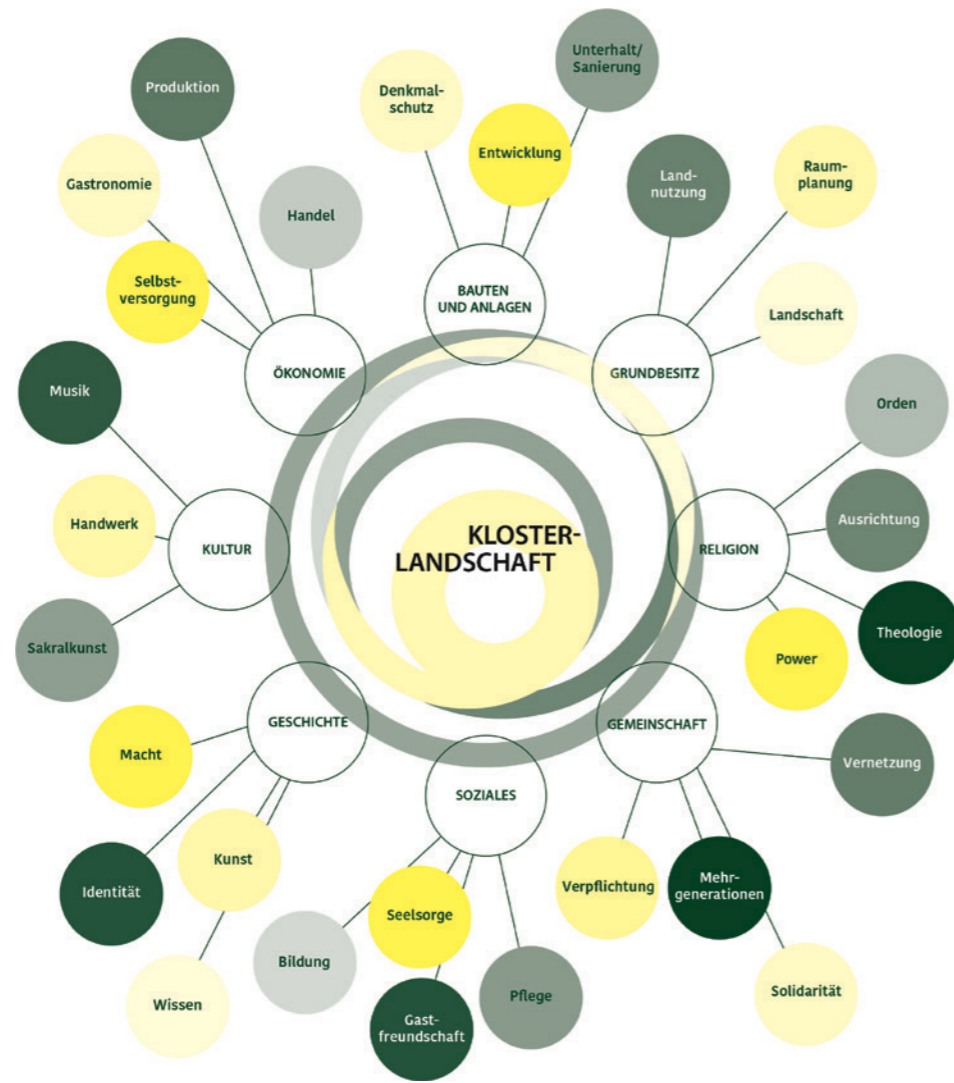 Produktion
Denkmal-
schutz
Unterhalt/
Sanierung
Entwicklung
Gastronomie
Handel
Land-
nutzung
Raum-
planung
Selbst-
versorgung
BAUTEN
UND ANLAGEN
Landschaft
ÖKONOMIE
GRUNDBESITZ
Musik
Orden
Handwerk
KULTUR
KLOSTER-
LANDSCHAFT
RELIGION
Ausrichtung
Sakralkunst
Power
Theologie
GESCHICHTE
GEMEINSCHAFT
Macht
Vernetzung
SOZIALES
Kunst
Identität
Verpflichtung
Mehr-
generationen
Seelsorge
Bildung
Wissen
Gast-
freundschaft
Pflege
Solidarität